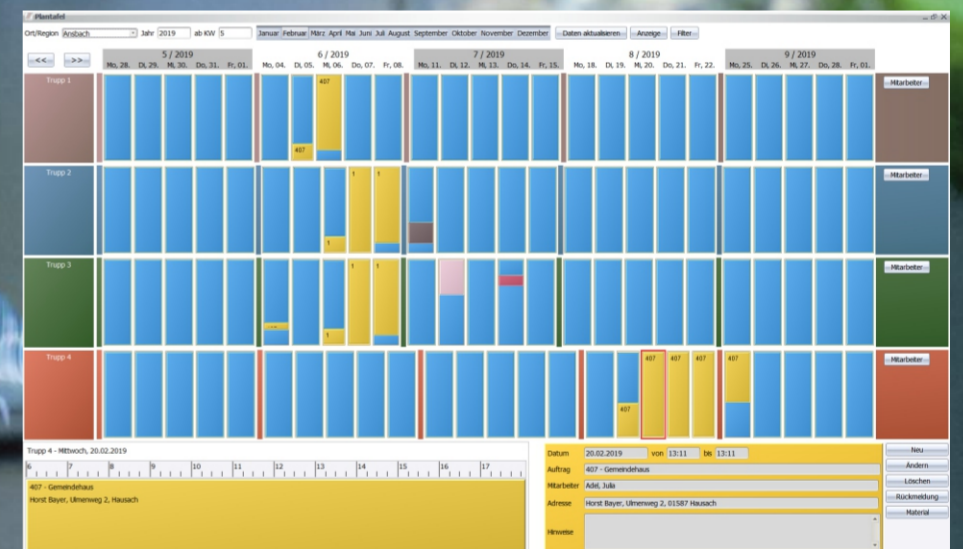 Plantafel
Ort/Region Ansbach Jahr 2019 ab KW 5 Januar Februar März April Mai Juni Juli August September Oktober November Dezember Daten aktualisieren Anzeige Filter
<< >> 5 / 2019 6 / 2019 7 / 2019 8 / 2019 9 / 2019
Mo, 28. Di, 29. Mi, 30. Do, 31. Fr, 01. Mo, 04. Di, 05. Mi, 06. Do, 07. Fr, 08. Mo, 11. Di, 12. Mi, 13. Do, 14. Fr, 15. Mo, 18. Di, 19. Mi, 20. Do, 21. Fr, 22. Mo, 25. Di, 26. Mi, 27. Do, 28. Fr, 01.
Trupp 1 407 Mitarbeiter
407
Trupp 2 1 1 Mitarbeiter
1
Trupp 3 1 1 Mitarbeiter
1
Trupp 4 407 407 407 407 Mitarbeiter
407
Trupp 4 - Mittwoch, 20.02.2019
6 7 8 9 10 11 12 13 14 15 16 17
407 - Gemeindehaus
Horst Bayer, Ulmenweg 2, Hausach
Datum 20.02.2019 von 13:11 bis 13:11
Auftrag 407 - Gemeindehaus
Mitarbeiter Adel, Julia
Adresse Horst Bayer, Ulmenweg 2, 01587 Hausach
Hinweise
Neu
Ändern
Löschen
Rückmeldung
Material